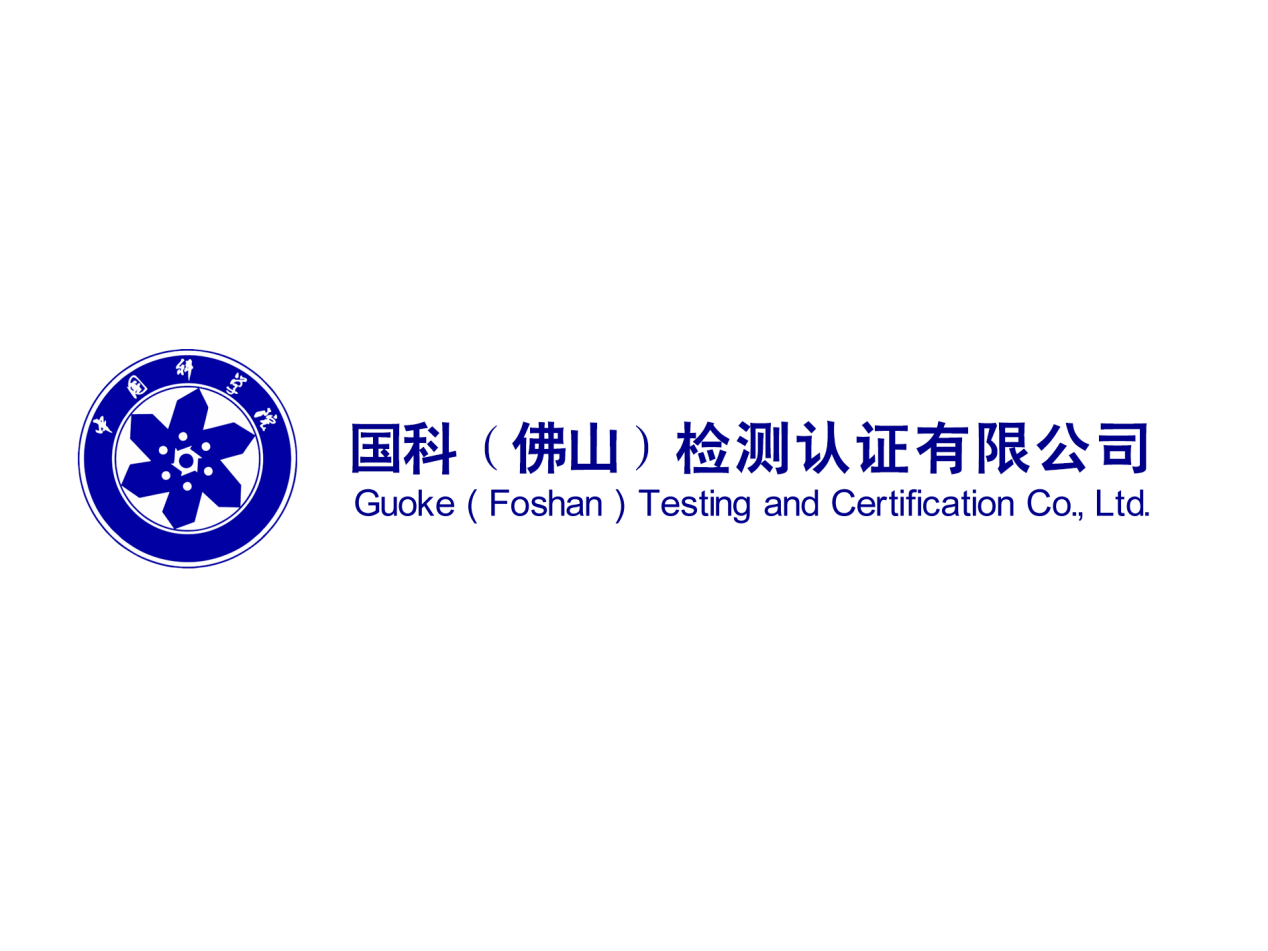 中国科学院
国科（佛山）检测认证有限公司
Guoke ( Foshan ) Testing and Certification Co., Ltd.